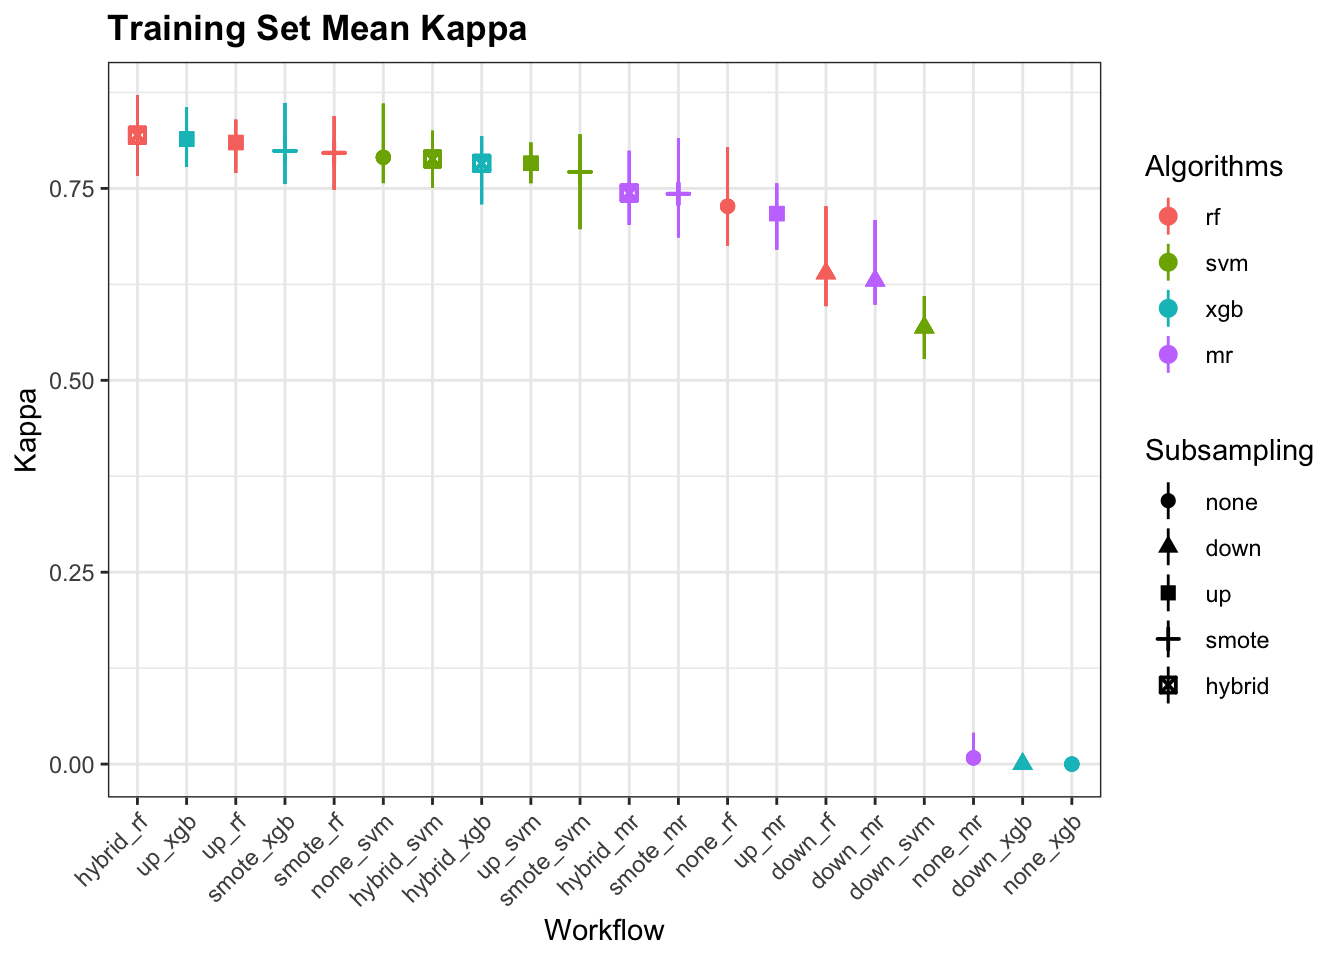 Training Set Mean Kappa
Kappa
0.75
0.50
0.25
0.00
hybrid_rf
up_xgb
up_rf
smote_xgb
smote_rf
none_svm
hybrid_svm
hybrid_xgb
up_svm
smote_svm
hybrid_mr
smote_mr
none_rf
up_mr
down_rf
down_mr
down_svm
none_mr
down_xgb
none_xgb
Workflow
Algorithms
rf
svm
xgb
mr
Subsampling
none
down
up
smote
hybrid